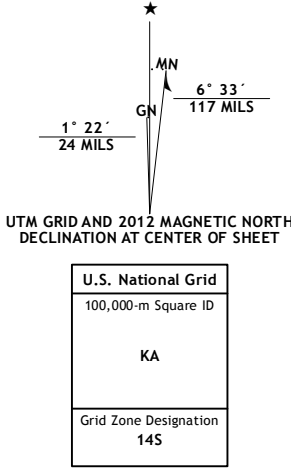 MN
GN
6° 33´
117 MILS
1° 22´
24 MILS
UTM GRID AND 2012 MAGNETIC NORTH
DECLINATION AT CENTER OF SHEET
U.S. National Grid
100,000-m Square ID
KA
Grid Zone Designation
14S